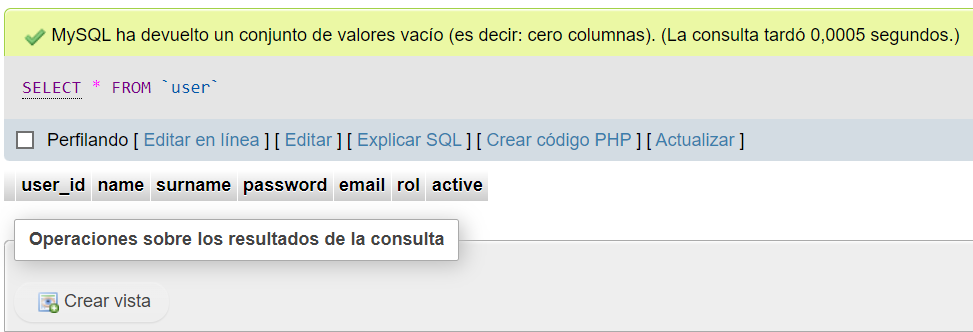 MySQL ha devuelto un conjunto de valores vacío (es decir: cero columnas). (La consulta tardó 0,0005 segundos.)
SELECT * FROM `user`
Perfilando [ Editar en línea ] [ Editar ] [ Explicar SQL ] [ Crear código PHP ] [ Actualizar ]
user_id name surname password email rol active
Operaciones sobre los resultados de la consulta
Crear vista